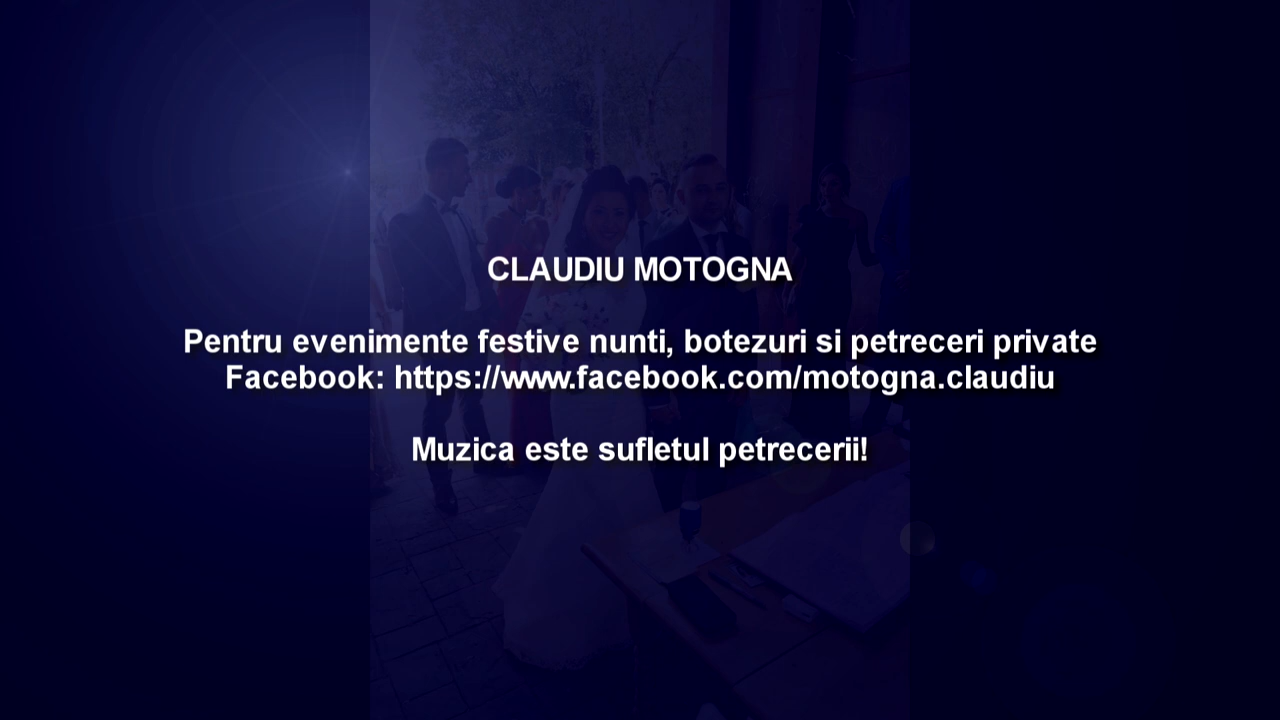 CLAUDIU MOTOGNA
Pentru evenimente festive nunti, botezuri si petreceri private
Facebook: https://www.facebook.com/motogna.claudiu
Muzica este sufletul petrecerii!